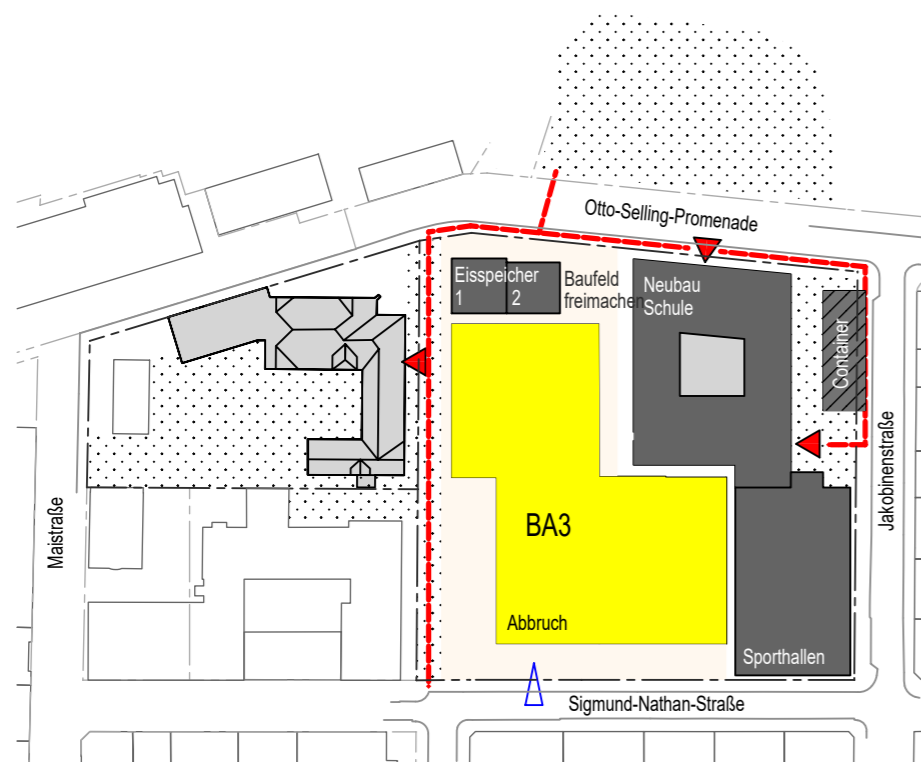 Otto-Selling-Promenade
Eisspeicher
1 2
Baufeld
freimachen
Neubau
Schule
Container
Maistraße
Jakobinenstraße
BA3
Abbruch
Sporthallen
Sigmund-Nathan-Straße